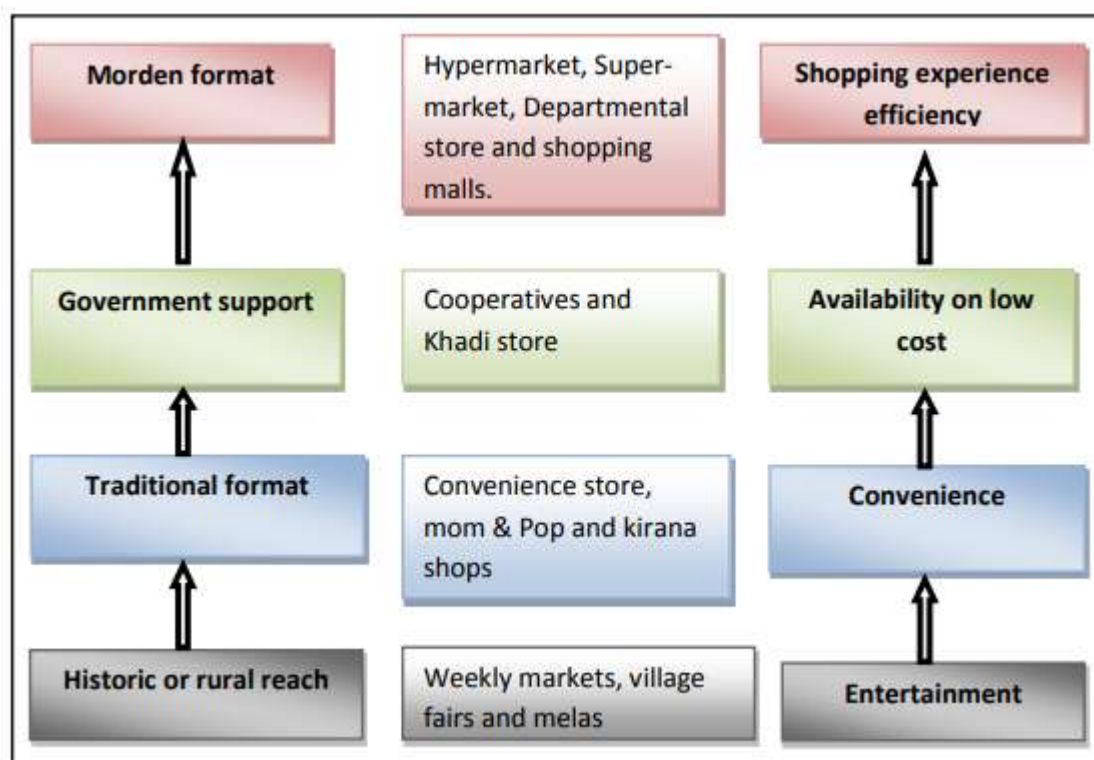 Morden format
Hypermarket, Super-
market, Departmental
store and shopping
malls.
Shopping experience
efficiency
Government support
Cooperatives and
Khadi store
Availability on low
cost
Traditional format
Convenience store,
mom & Pop and kirana
shops
Convenience
Historic or rural reach
Weekly markets, village
fairs and melas
Entertainment